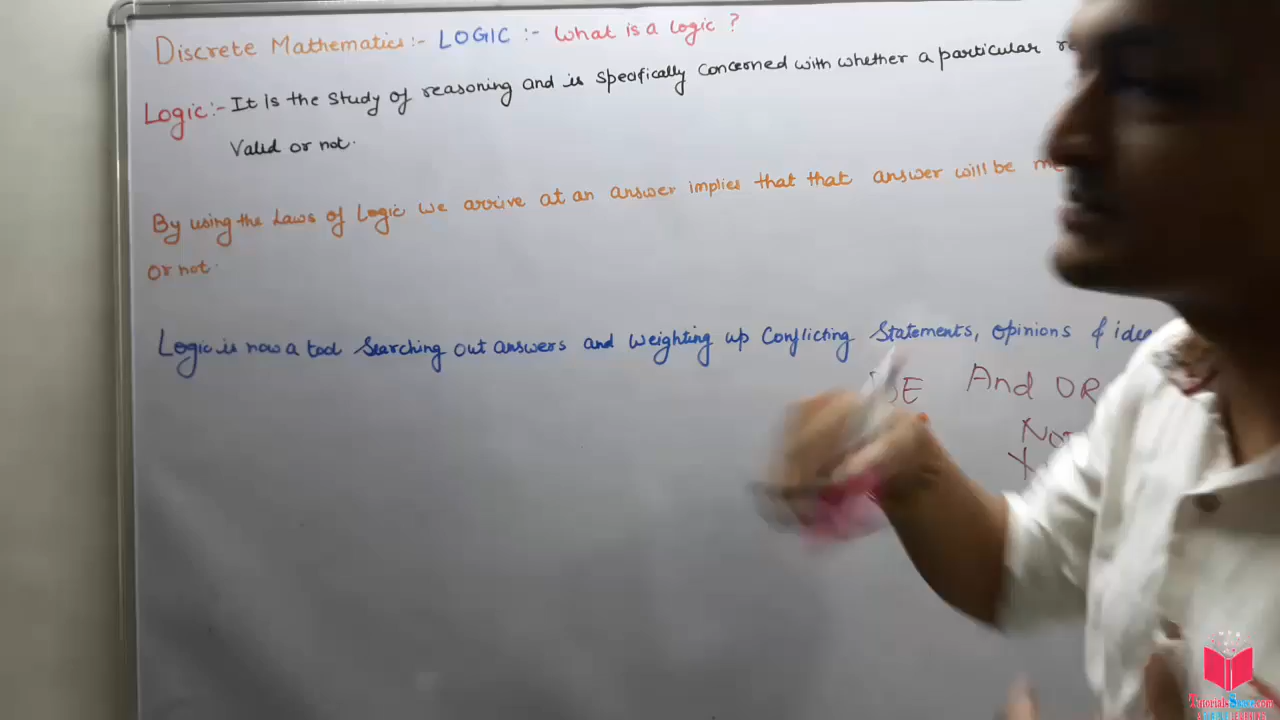 Discrete Mathematics:- LOGIC :- What is a logic ?
Logic:- It is the study of reasoning and is specifically concerned with whether a particular
Valid or not.
By using the Laws of Logic we arrive at an answer implies that that answer will be
or not.
Logic is now a tool Searching out answers and weighting up Conflicting Statements, opinions &
And OR